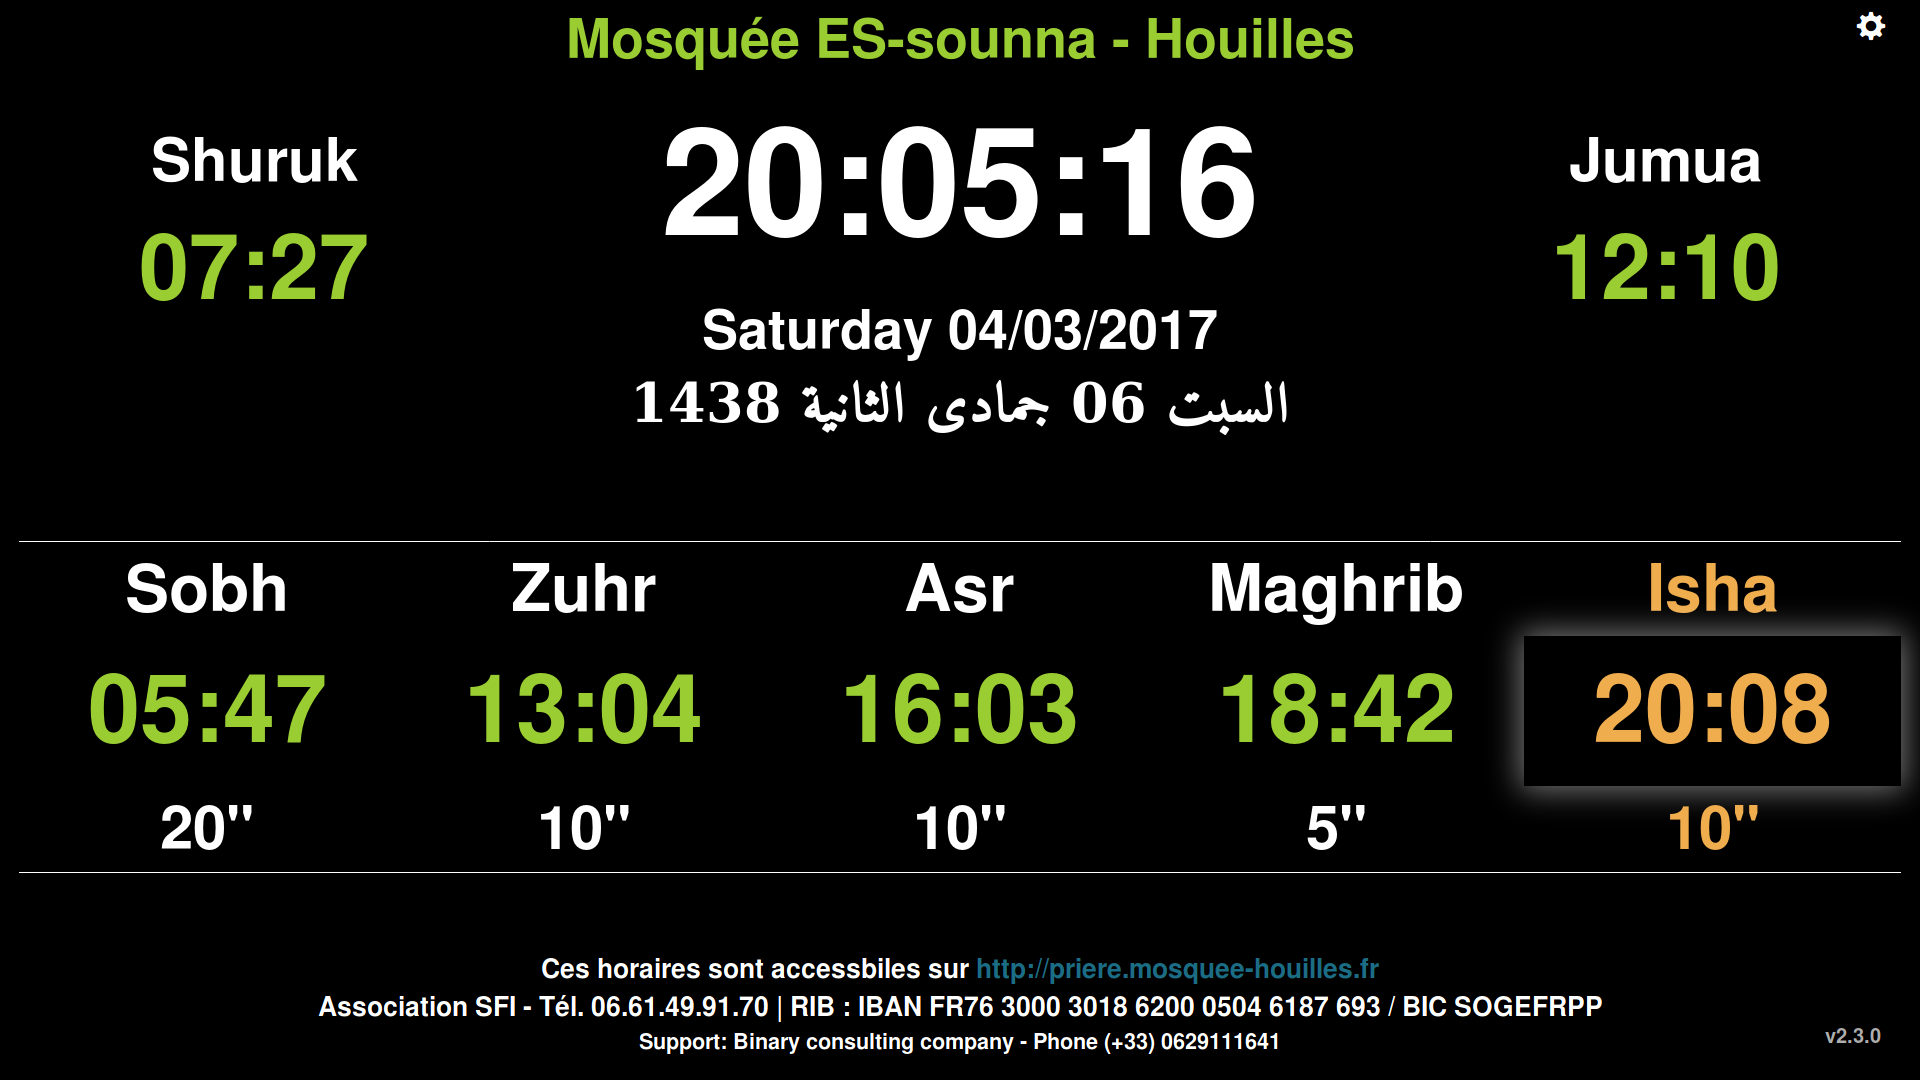 Mosquée ES-sounna - Houilles
Shuruk
07:27
20:05:16
Saturday 04/03/2017
السبت 06 جمادى الثانية 1438
Jumua
12:10
Sobh Zuhr Asr Maghrib Isha
05:47 13:04 16:03 18:42 20:08
20" 10" 10" 5" 10"
Ces horaires sont accessbiles sur http://priere.mosquee-houilles.fr
Association SFI - Tél. 06.61.49.91.70 | RIB : IBAN FR76 3000 3018 6200 0504 6187 693 / BIC SOGEFRPP
Support: Binary consulting company - Phone (+33) 0629111641
v2.3.0